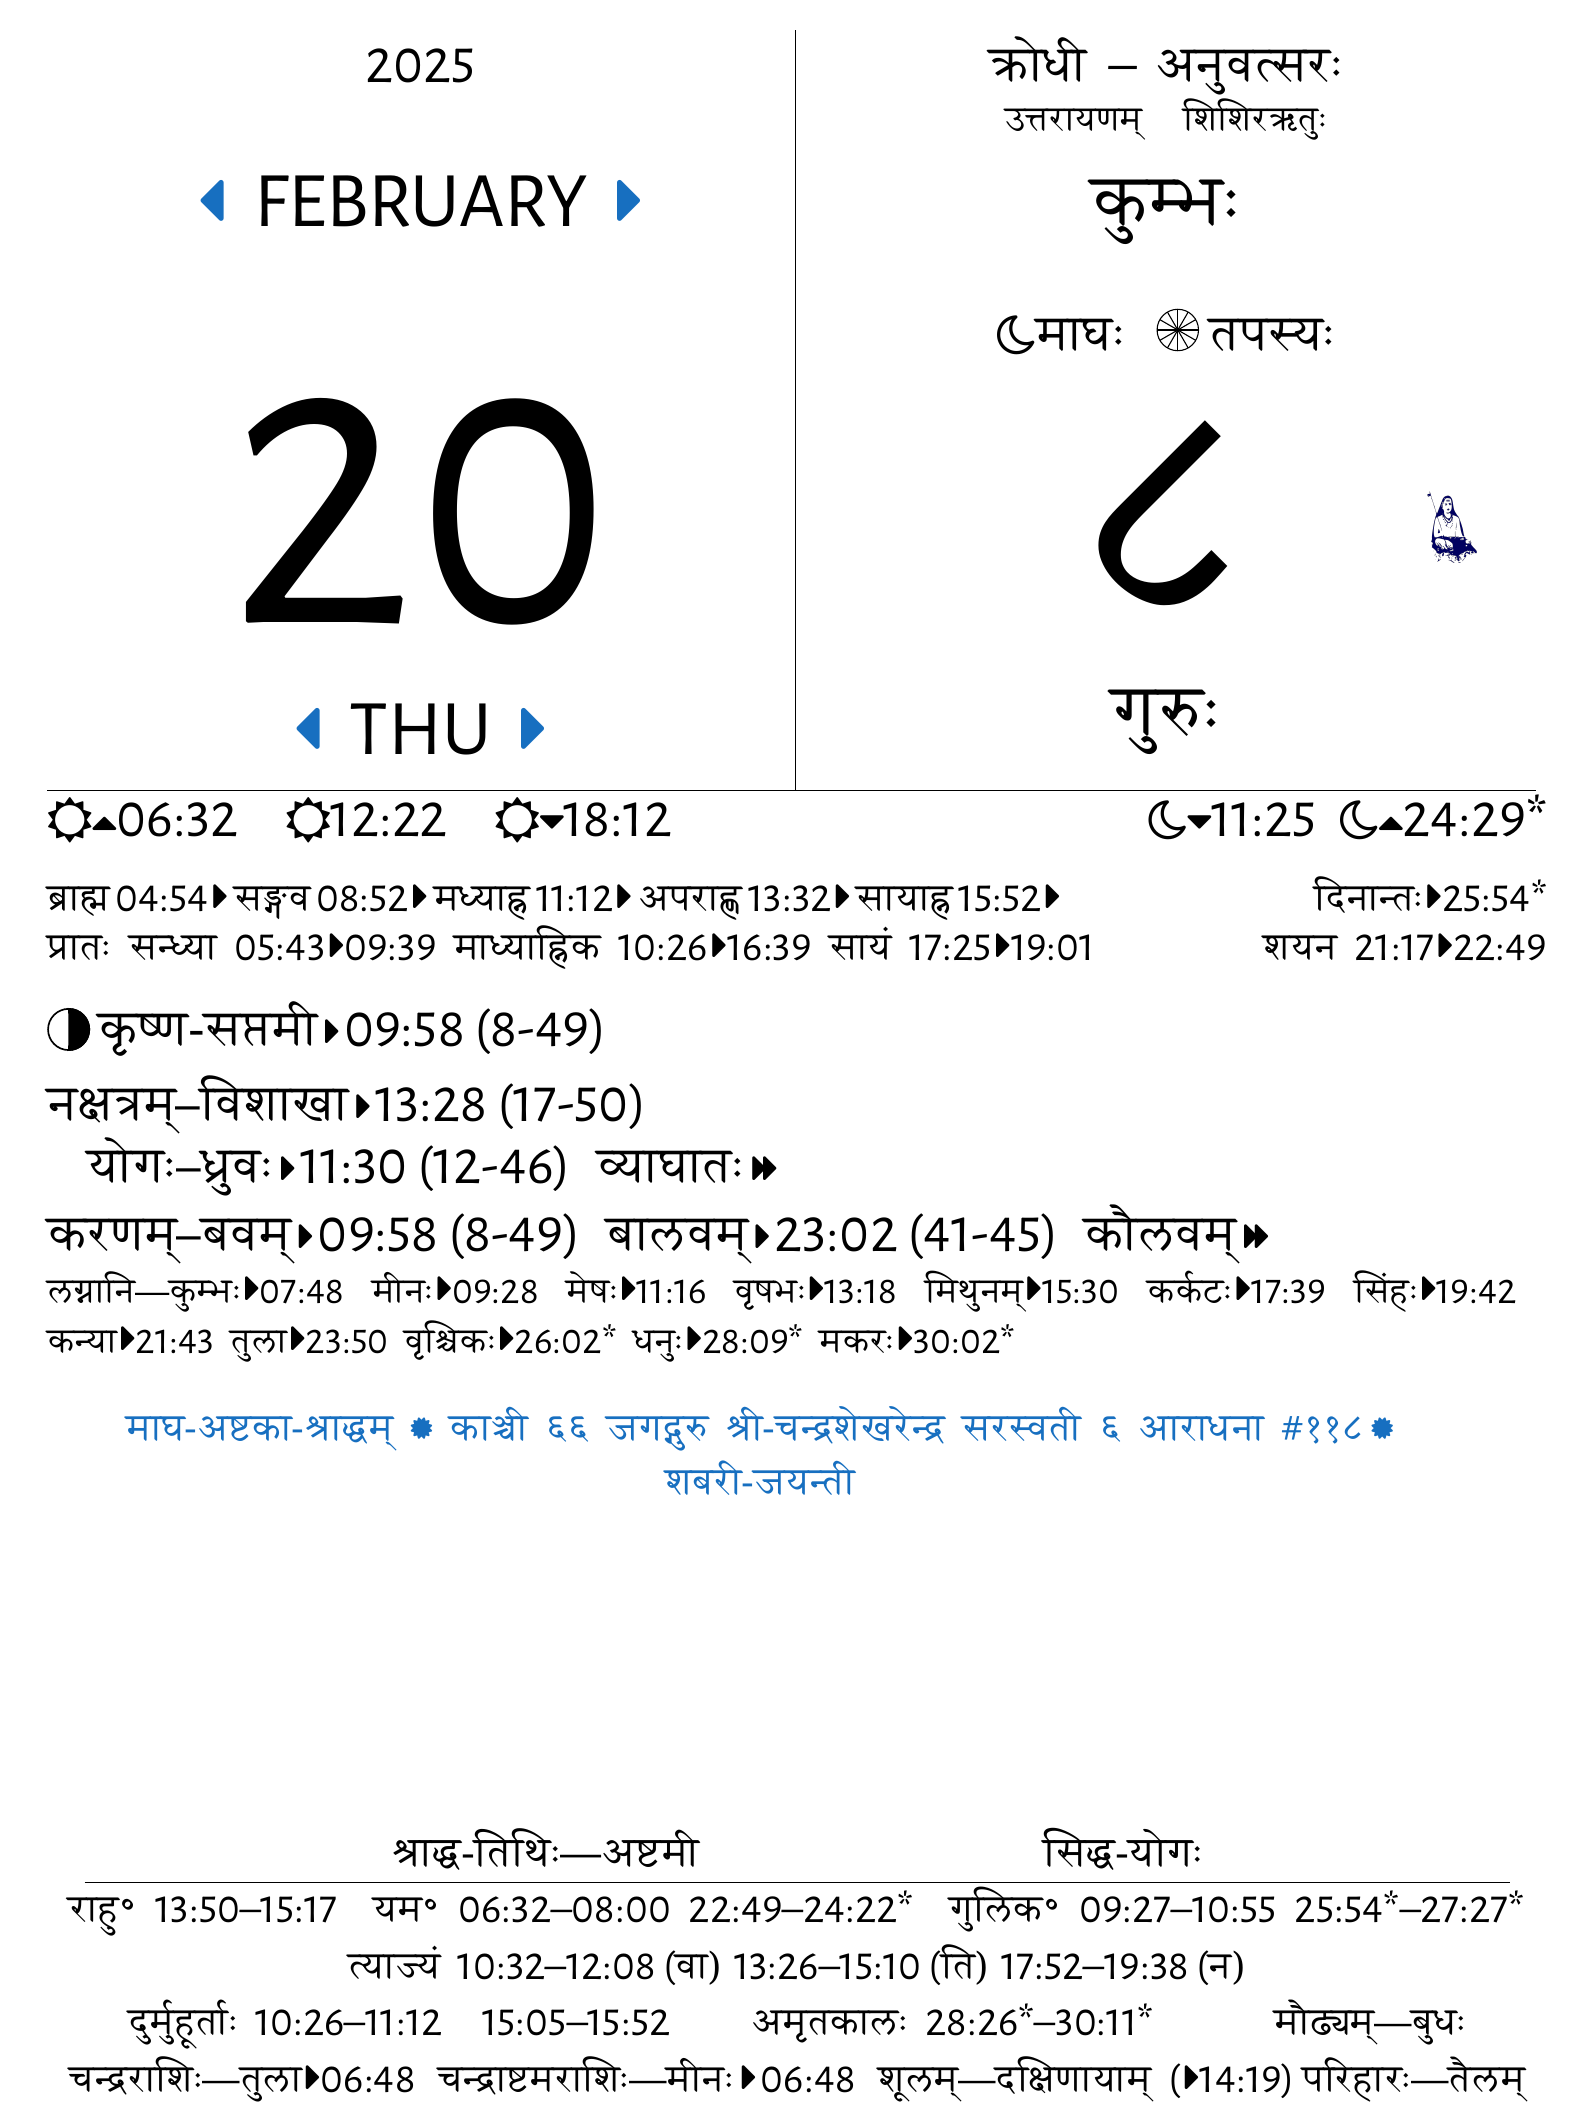 2025
FEBRUARY
20
THU
क्रोधी – अनुवत्सरः
उत्तरायणम् शिशिरऋतुः
कुम्भः
माघः तपस्यः
८
गुरुः
06:32 12:22 18:12 11:25 24:29*
ब्राह्म 04:54 सङ्गव 08:52 मध्याह्न 11:12 अपराह्ण 13:32 सायाह्न 15:52 दिनान्तः 25:54*
प्रातः सन्ध्या 05:43 09:39 माध्याह्निक 10:26 16:39 सायं 17:25 19:01 शयन 21:17 22:49
कृष्ण-सप्तमी 09:58 (8-49)
नक्षत्रम्–विशाखा 13:28 (17-50)
योगः–ध्रुवः 11:30 (12-46) व्याघातः
करणम्–बवम् 09:58 (8-49) बालवम् 23:02 (41-45) कौलवम्
लग्नानि—कुम्भः 07:48 मीनः 09:28 मेषः 11:16 वृषभः 13:18 मिथुनम् 15:30 कर्कटः 17:39 सिंहः 19:42
कन्या 21:43 तुला 23:50 वृश्चिकः 26:02* धनुः 28:09* मकरः 30:02*
माघ-अष्टका-श्राद्धम् काञ्ची ६६ जगद्गुरु श्री-चन्द्रशेखरेन्द्र सरस्वती ६ आराधना #११८
शबरी-जयन्ती
श्राद्ध-तिथिः—अष्टमी सिद्ध-योगः
राहु॰ 13:50–15:17 यम॰ 06:32–08:00 22:49–24:22* गुलिक॰ 09:27–10:55 25:54*–27:27*
त्याज्यं 10:32–12:08 (वा) 13:26–15:10 (ति) 17:52–19:38 (न)
दुर्मुहूर्ताः 10:26–11:12 15:05–15:52 अमृतकालः 28:26*–30:11* मौढ्यम्—बुधः
चन्द्रराशिः—तुला 06:48 चन्द्राष्टमराशिः—मीनः 06:48 शूलम्—दक्षिणायाम् (14:19) परिहारः—तैलम्